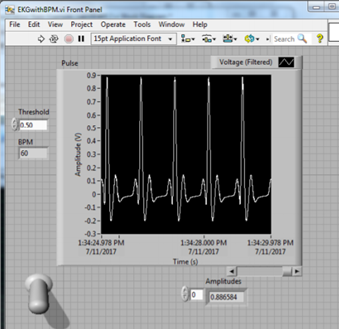 EKGwithBPM.vi Front Panel
File Edit View Project Operate Tools Window Help
15pt Application Font Search ?
Pulse
Voltage (Filtered)
Threshold
0.50
BPM
60
Amplitude (V)
0.9
0.8
0.7
0.6
0.5
0.4
0.3
0.2
0.1
0
-0.1
-0.2
-0.3
1:34:24.978 PM 1:34:28.000 PM 1:34:29.978 PM
7/11/2017 7/11/2017 7/11/2017
Time (s)
Amplitudes
0 0.886584